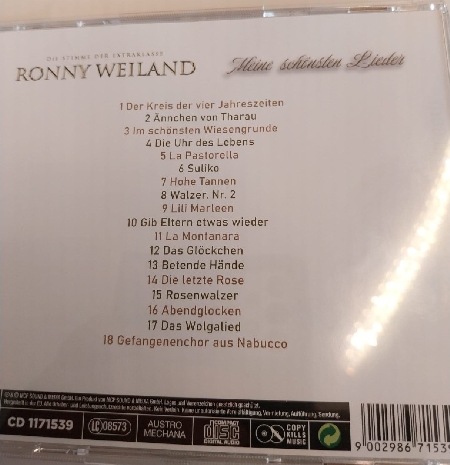 DIE STIMME DER EXTRAKLASSE
RONNY WEILAND
Meine schönsten Lieder
1 Der Kreis der vier Jahreszeiten
2 Ännchen von Tharau
3 Im schönsten Wiesengrunde
4 Die Uhr des Lebens
5 La Pastorella
6 Suliko
7 Hohe Tannen
8 Walzer, Nr. 2
9 Lili Marleen
10 Gib Eltern etwas wieder
11 La Montanara
12 Das Glöckchen
13 Betende Hände
14 Die letzte Rose
15 Rosenwalzer
16 Abendglocken
17 Das Wolgalied
18 Gefangenenchor aus Nabucco
CD 1171539
LC 08573
AUSTRO
MECHANA
COMPACT
disc
DIGITAL AUDIO
COPY
KILLS
MUSIC
9 002986 7153